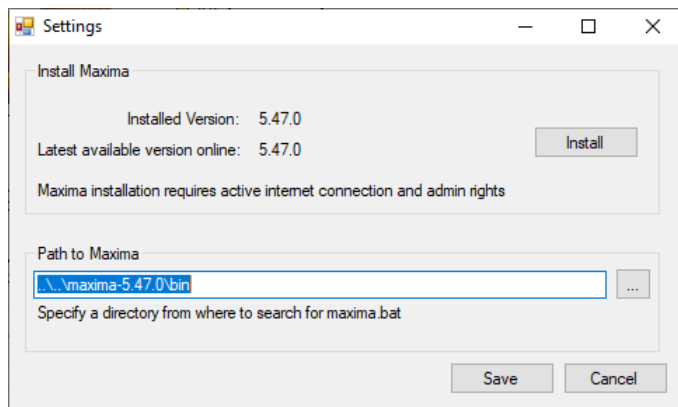 Settings
Install Maxima
Installed Version: 5.47.0
Latest available version online: 5.47.0
Install
Maxima installation requires active internet connection and admin rights
Path to Maxima
..\..\maxima-5.47.0\bin
...
Specify a directory from where to search for maxima.bat
Save Cancel